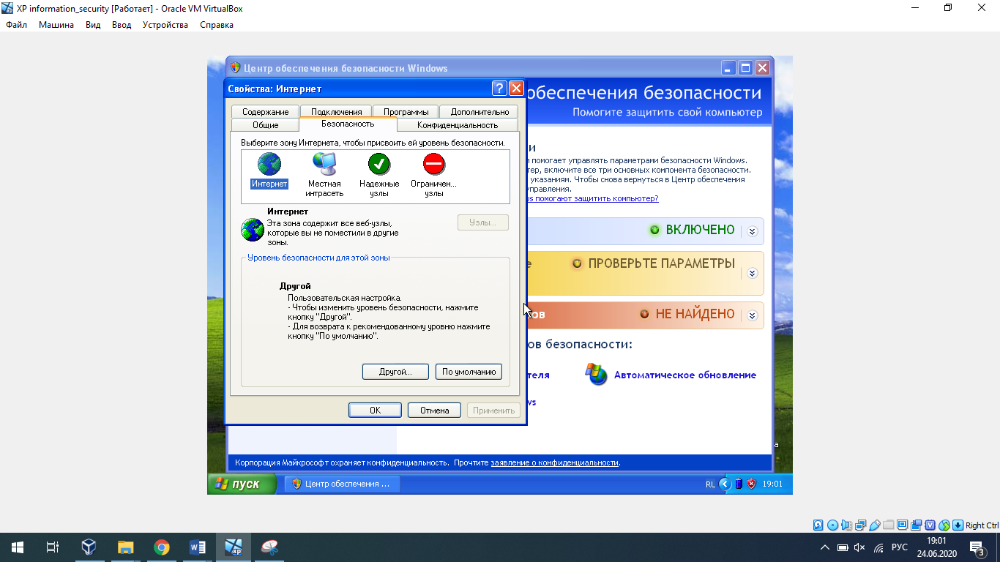 XP information_security [Работает] - Oracle VM VirtualBox
Файл Машина Вид Ввод Устройства Справка
Центр обеспечения безопасности Windows
Свойства: Интернет
обеспечения безопасности
Помогите защитить свой компьютер
Содержание Подключения Программы Дополнительно
Общие Безопасность Конфиденциальность
Выберите зону Интернета, чтобы присвоить ей уровень безопасности.
Интернет
Местная
интрасеть
Надежные
узлы
Ограничен...
узлы
Интернет
Эта зона содержит все веб-узлы,
которые вы не поместили в другие
зоны.
Узлы...
Уровень безопасности для этой зоны
Другой
Пользовательская настройка.
- Чтобы изменить уровень безопасности, нажмите
кнопку "Другой".
- Для возврата к рекомендованному уровню нажмите
кнопку "По умолчанию".
Другой... По умолчанию
OK Отмена Применить
и
и помогает управлять параметрами безопасности Windows.
тер, включите все три основных компонента безопасности.
указаниям. Чтобы снова вернуться в Центр обеспечения
управления.
ws помогают защитить компьютер?
ВКЛЮЧЕНО
е ПРОВЕРЬТЕ ПАРАМЕТРЫ
ов НЕ НАЙДЕНО
ов безопасности:
теля Автоматическое обновление
ws
а
Корпорация Майкрософт охраняет конфиденциальность. Прочтите заявление о конфиденциальности.
пуск Центр обеспечения ... RL 19:01
Right Ctrl
xp РУС 19:01
24.06.2020
3